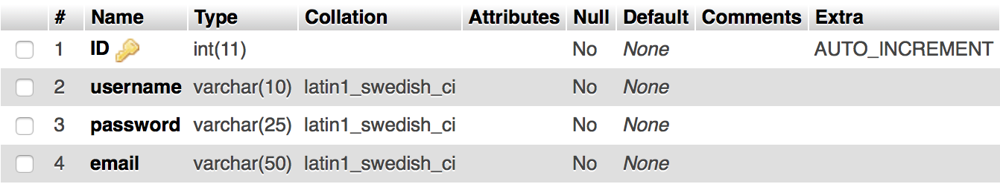 # Name Type Collation Attributes Null Default Comments Extra
1 ID int(11) No None AUTO_INCREMENT
2 username varchar(10) latin1_swedish_ci No None
3 password varchar(25) latin1_swedish_ci No None
4 email varchar(50) latin1_swedish_ci No None